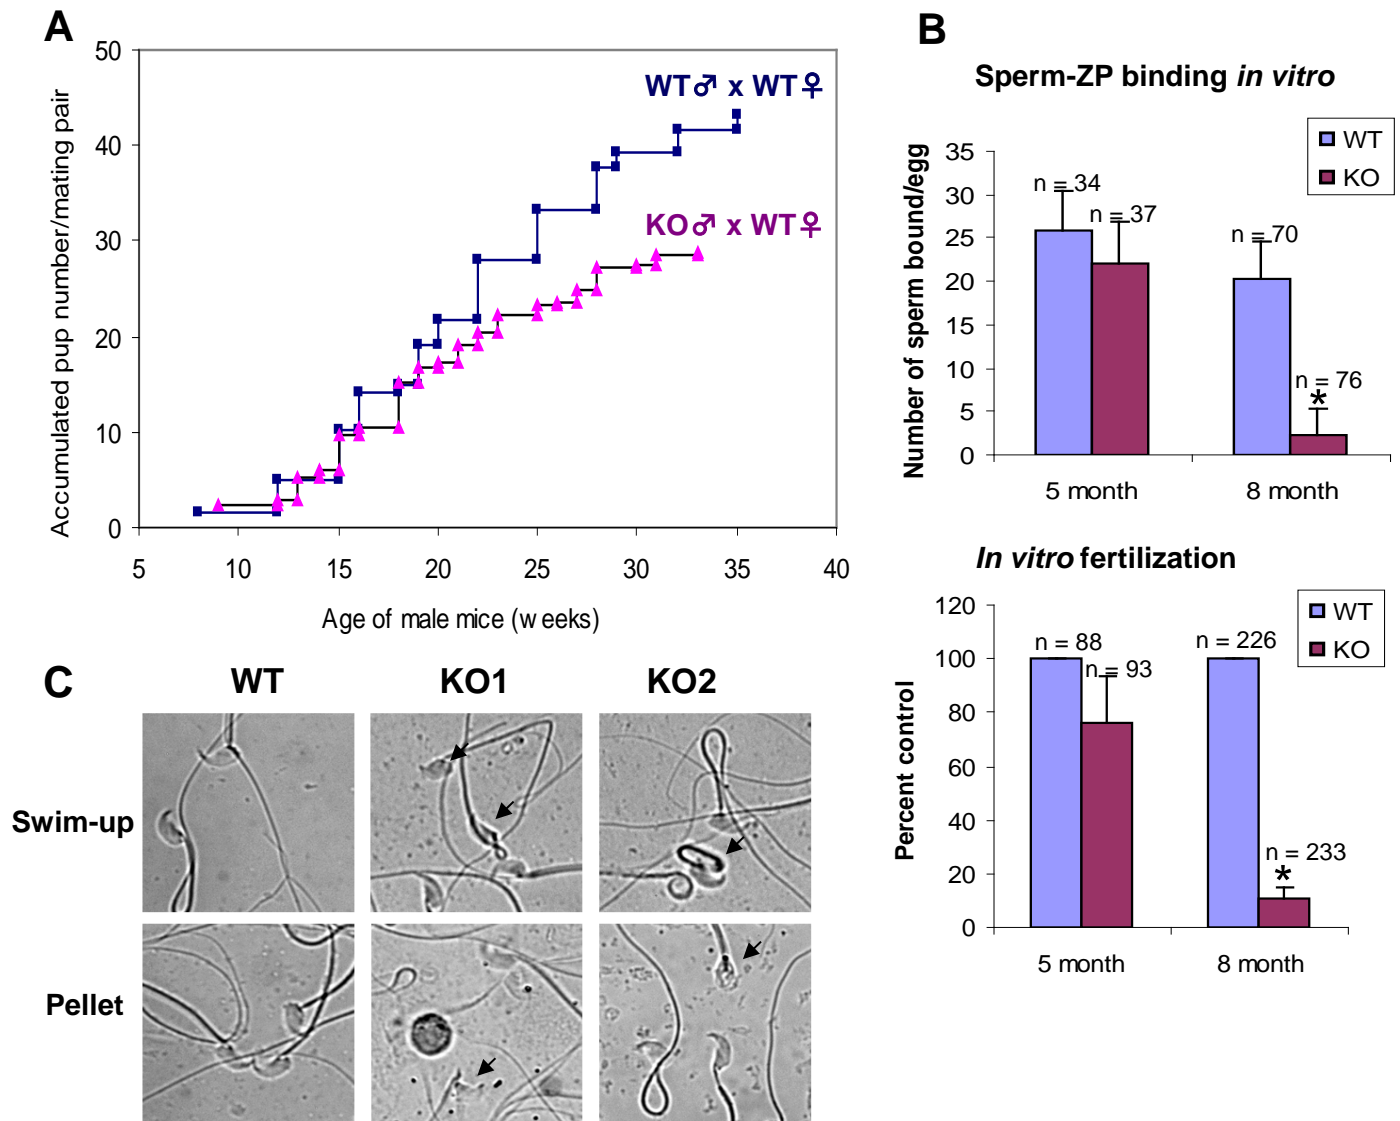 A
50
40
30
20
10
0
Accumulated pup number/mating pair
WT♂ x WT♀
KO♂ x WT♀
5 10 15 20 25 30 35 40
Age of male mice (weeks)
B
Sperm-ZP binding in vitro
WT
KO
35
30
25
20
15
10
5
0
Number of sperm bound/egg
n = 34
n = 37
n = 70
n = 76
*
5 month 8 month
In vitro fertilization
WT
KO
120
100
80
60
40
20
0
Percent control
n = 88
n = 93
n = 226
n = 233
*
5 month 8 month
C
WT KO1 KO2
Swim-up
Pellet